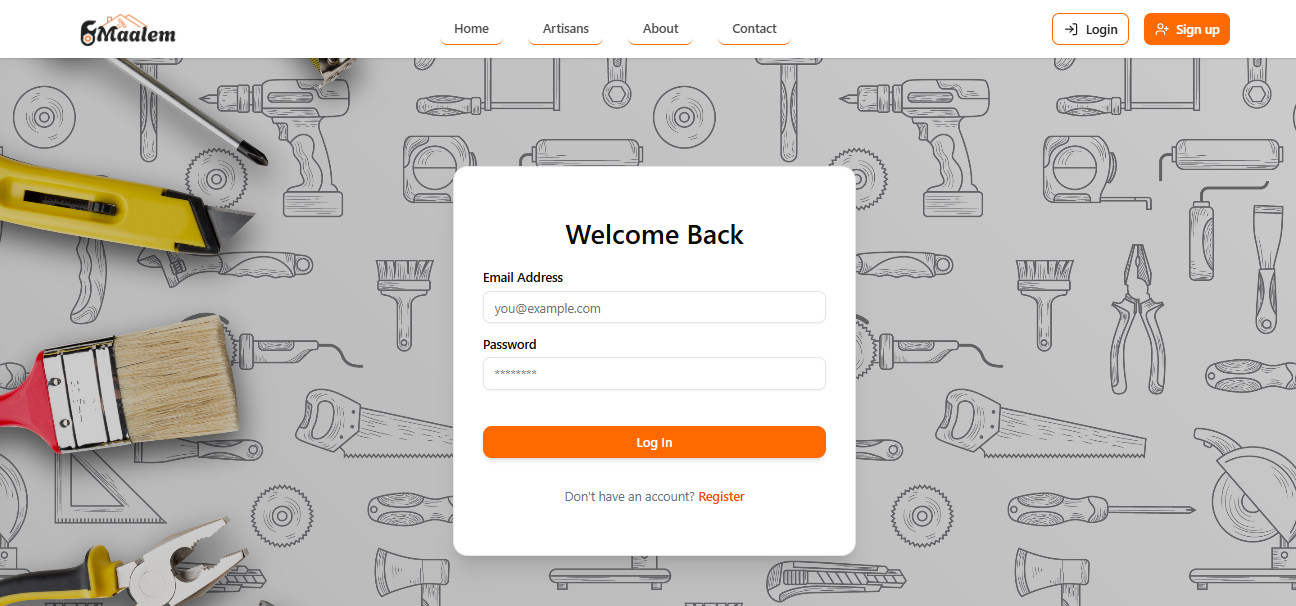 Maalem
Home
Artisans
About
Contact
Login
Sign up
Welcome Back
Email Address
you@example.com
Password
********
Log In
Don't have an account? Register